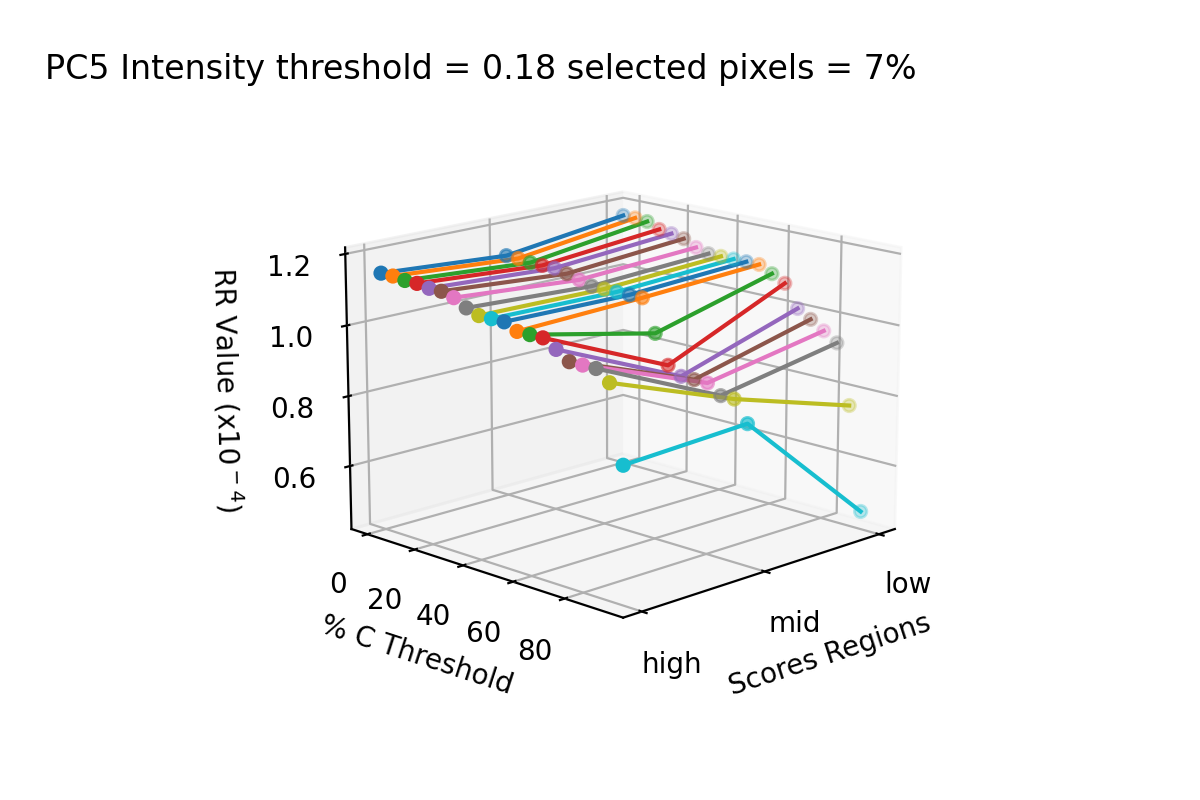 PC5 Intensity threshold = 0.18 selected pixels = 7%
RR Value (x10⁻⁴)
1.2
1.0
0.8
0.6
0
20
40
60
80
% C Threshold
high
mid
low
Scores Regions